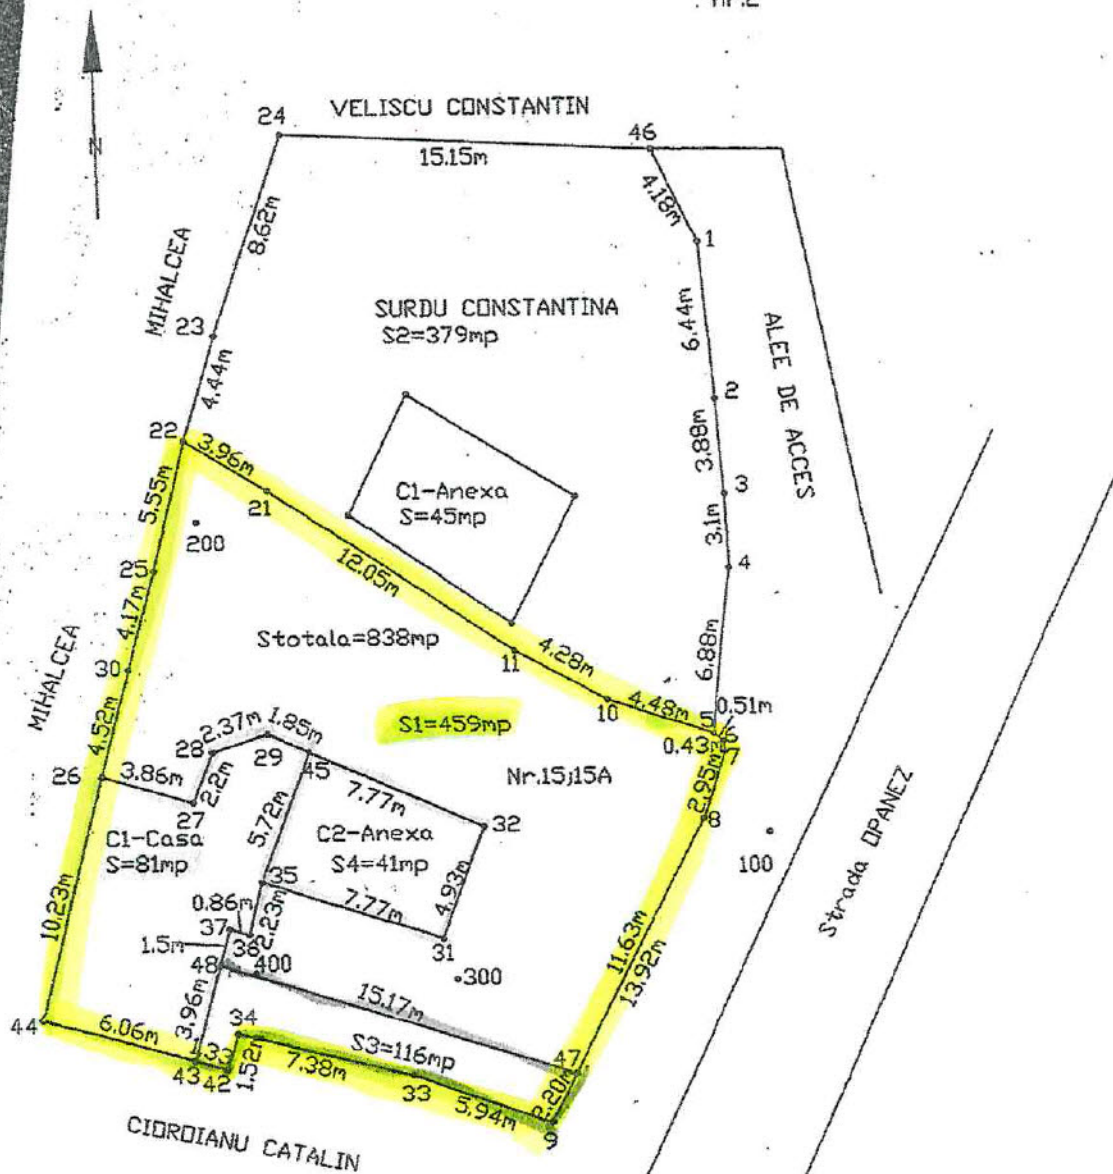 N
VELISCU CONSTANTIN
24
46
15.15m
4.18m
1
8.62m
MIHALCEA
23
SURDU CONSTANTINA
S2=379mp
6.44m
ALEE DE ACCES
4.44m
2
22
3.96m
3.88m
21
C1-Anexa
S=45mp
3
5.55m
200
3.1m
12.05m
4
25
4.17m
Stotala=838mp
11
4.28m
6.88m
MIHALCEA
30
10
4.48m
5
0.51m
6
0.43m
7
S1=459mp
4.52m
2.37m
1.85m
28
29
45
Nr.15;15A
2.95m
26
3.86m
2.2m
27
7.77m
32
8
100
Strada OPANEZ
C1-Casa
S=81mp
5.72m
C2-Anexa
S4=41mp
4.93m
35
0.86m
7.77m
10.23m
37
2.23m
38
31
1.5m
48
400
300
11.63m
13.92m
15.17m
44
6.06m
3.96m
34
1.33
S3=116mp
47
43
42
1.52m
7.38m
33
5.94m
2.20m
9
CIOROIANU CATALIN